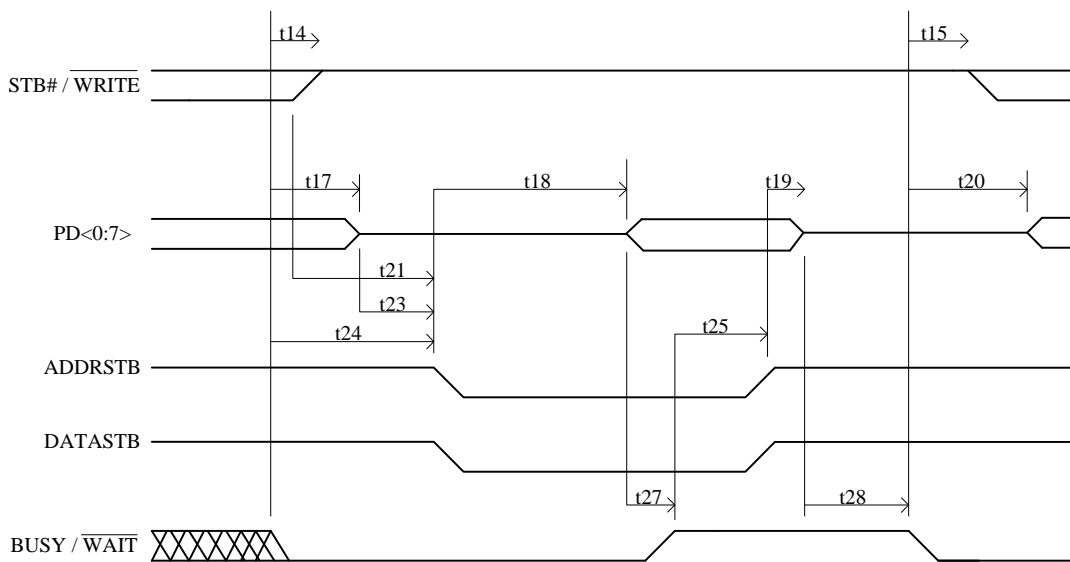 t14 t15
STB# / WRITE
t17 t18 t19 t20
PD<0:7>
t21
t23
t25
t24
ADDRSTB
DATASTB
t27 t28
BUSY / WAIT